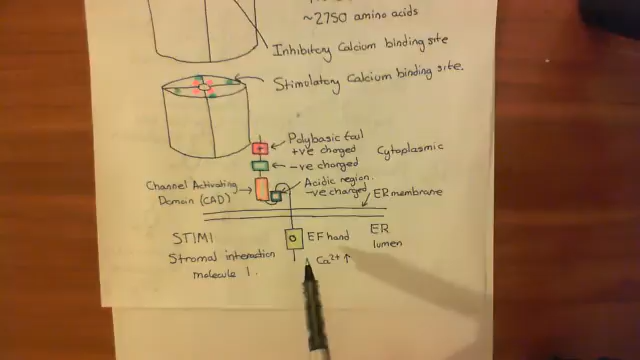 ~2750 amino acids
Inhibitory Calcium binding site
Stimulatory Calcium binding site.
Polybasic tail
+ve charged
Cytoplasmic
-ve charged
Channel Activating
Domain (CAD)
Acidic region.
-ve charged
ER membrane
STIM1
EF hand
ER
lumen
Stromal interaction
molecule 1.
Ca2+ ↑